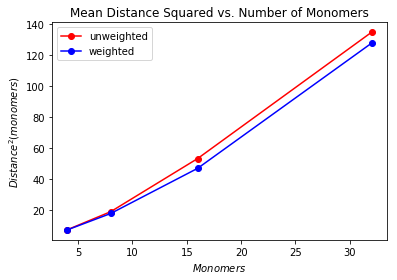 Mean Distance Squared vs. Number of Monomers
unweighted
weighted
140
120
100
80
60
40
20
Distance²(monomers)
5
10
15
20
25
30
Monomers